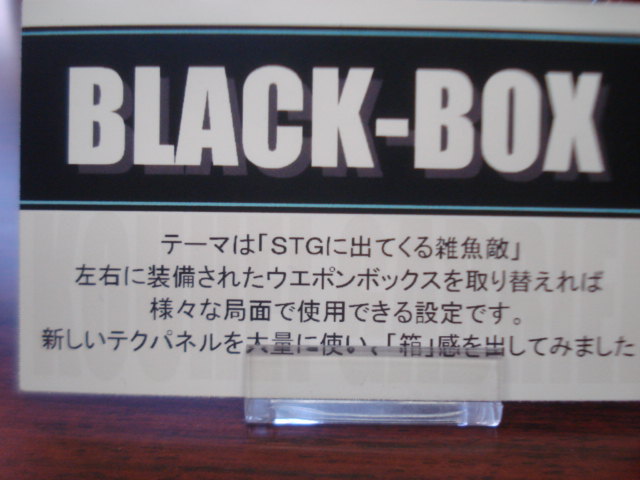 BLACK-BOX
テーマは「STGに出てくる雑魚敵」
左右に装備されたウエポンボックスを取り替えれば
様々な局面で使用できる設定です。
新しいテクパネルを大量に使い、「箱」感を出してみました